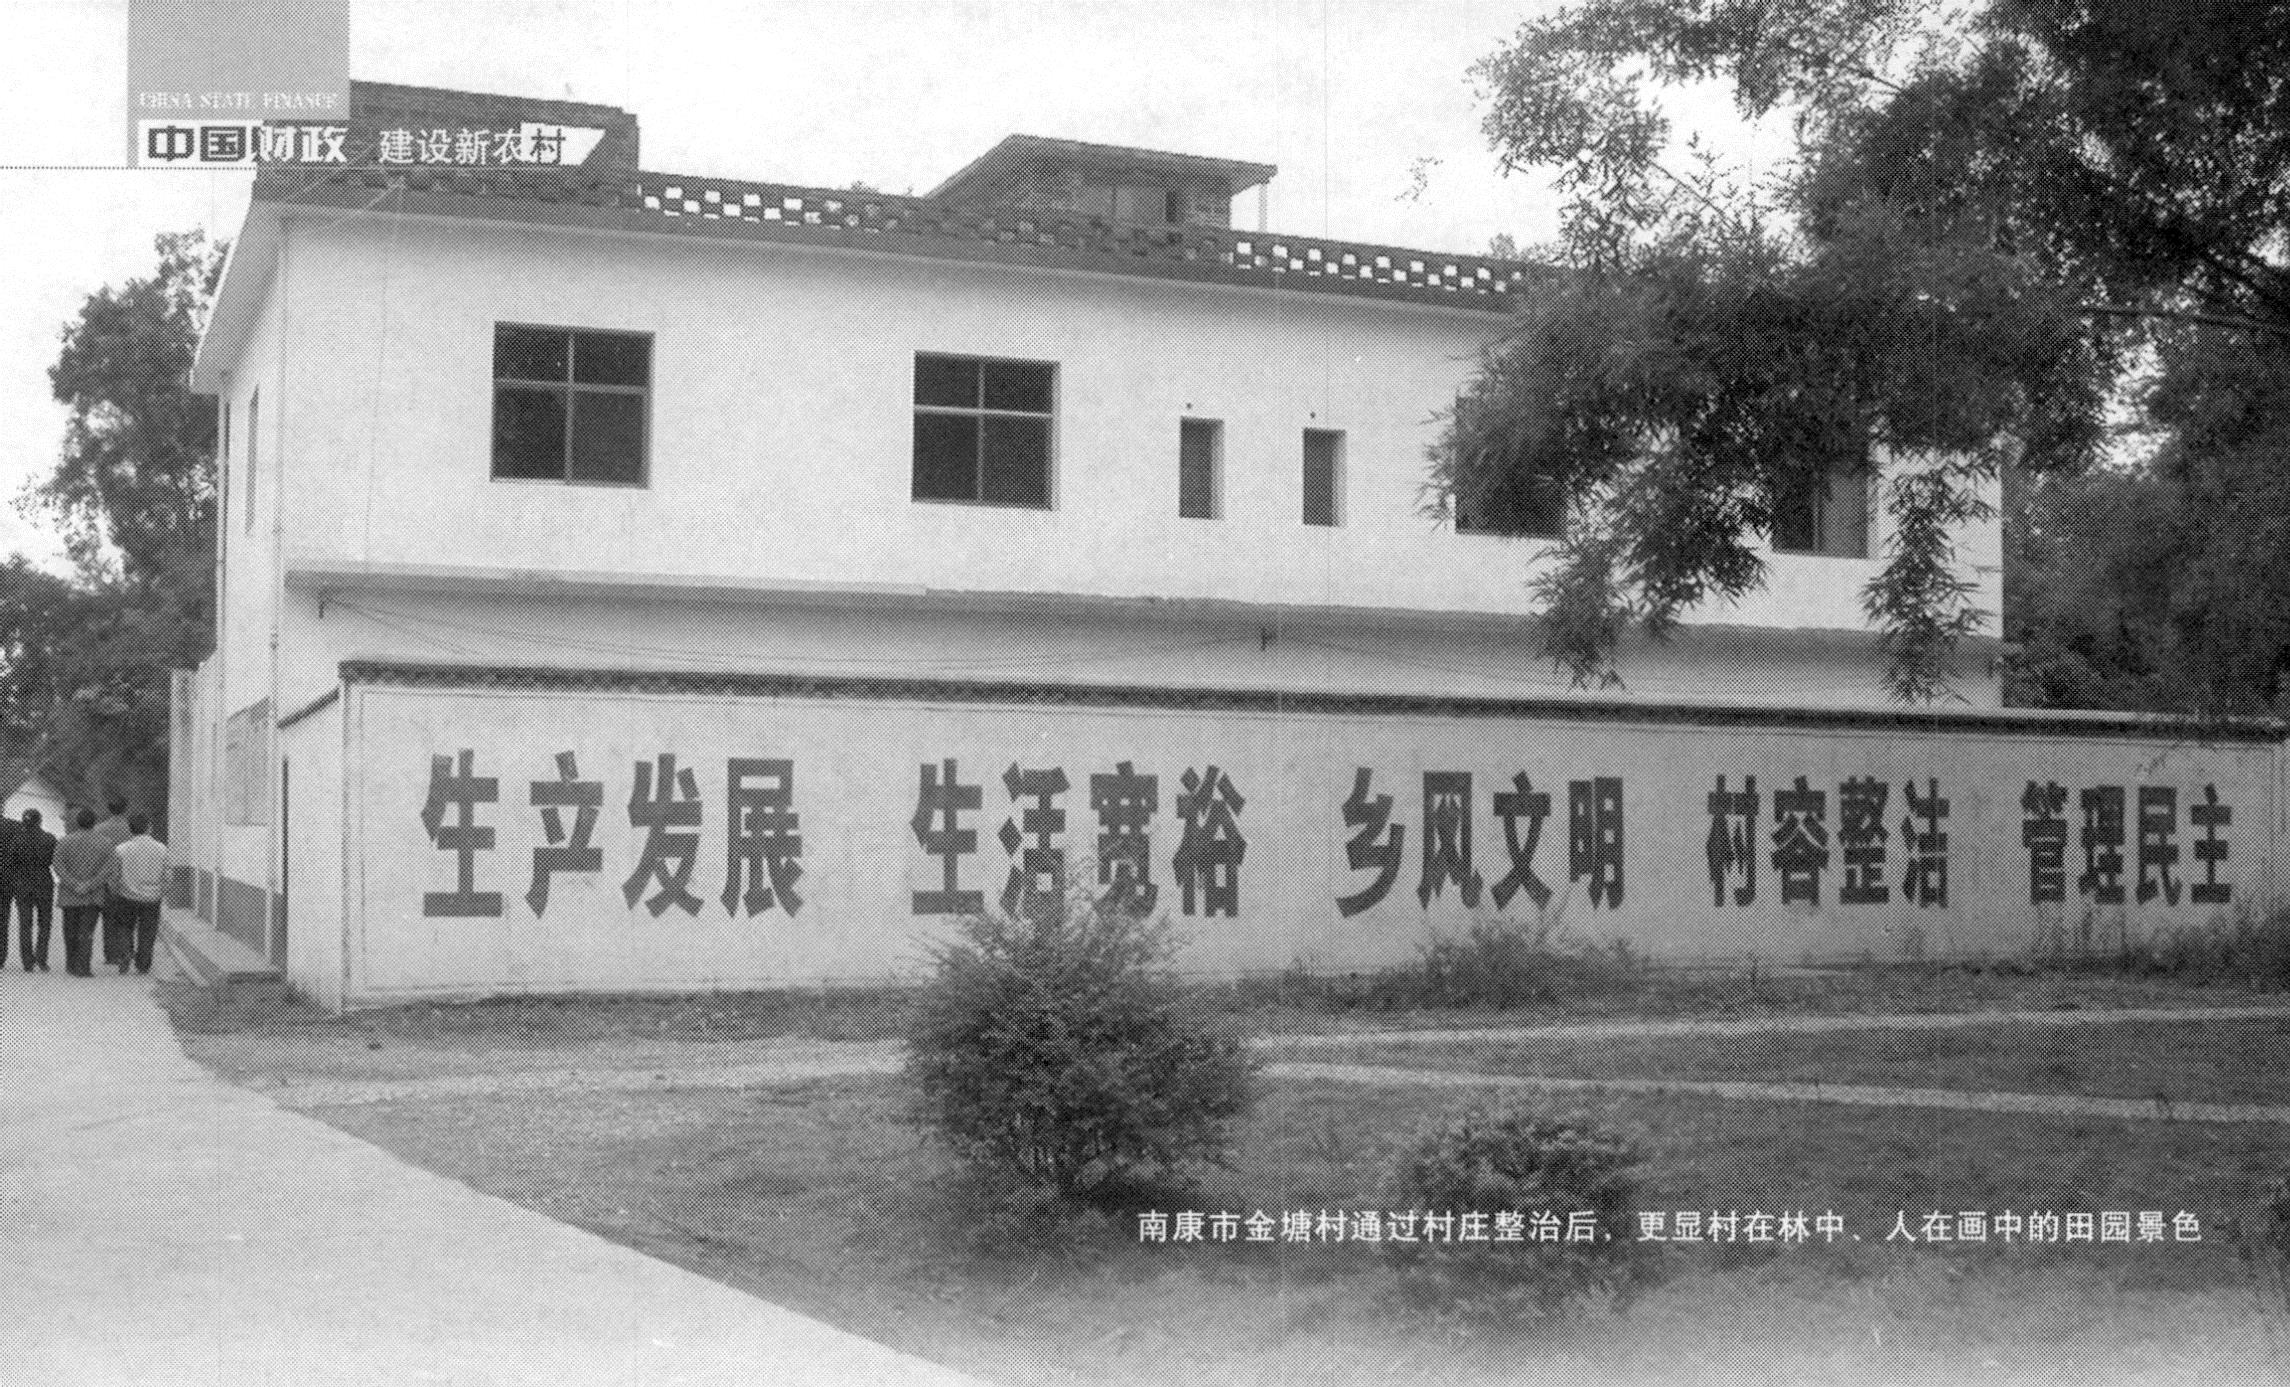 CHINA STATE FINANCE
中国财政 建设新农村
生产发展 生活宽裕 乡风文明 村容整洁 管理民主
南康市金塘村通过村庄整治后，更显村在林中、人在画中的田园景色